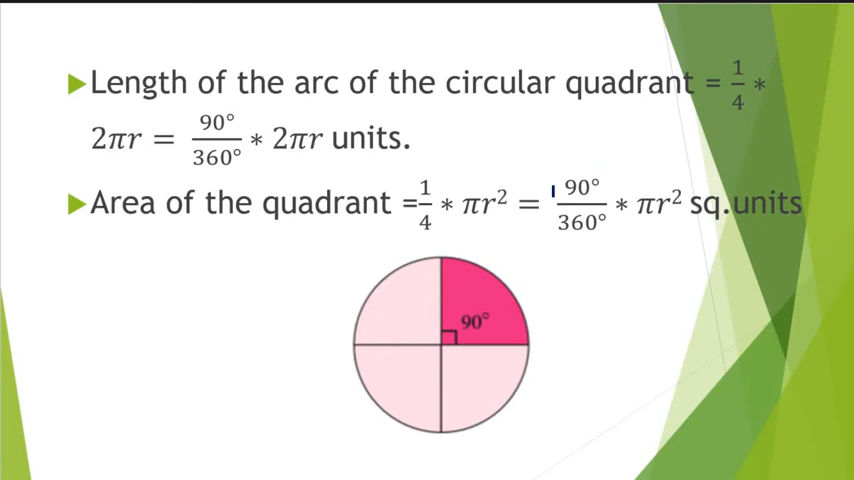 Length of the arc of the circular quadrant = 1/4 *
2πr = 90°/360° * 2πr units.
Area of the quadrant =1/4 * πr² = 90°/360° * πr² sq.units
90°